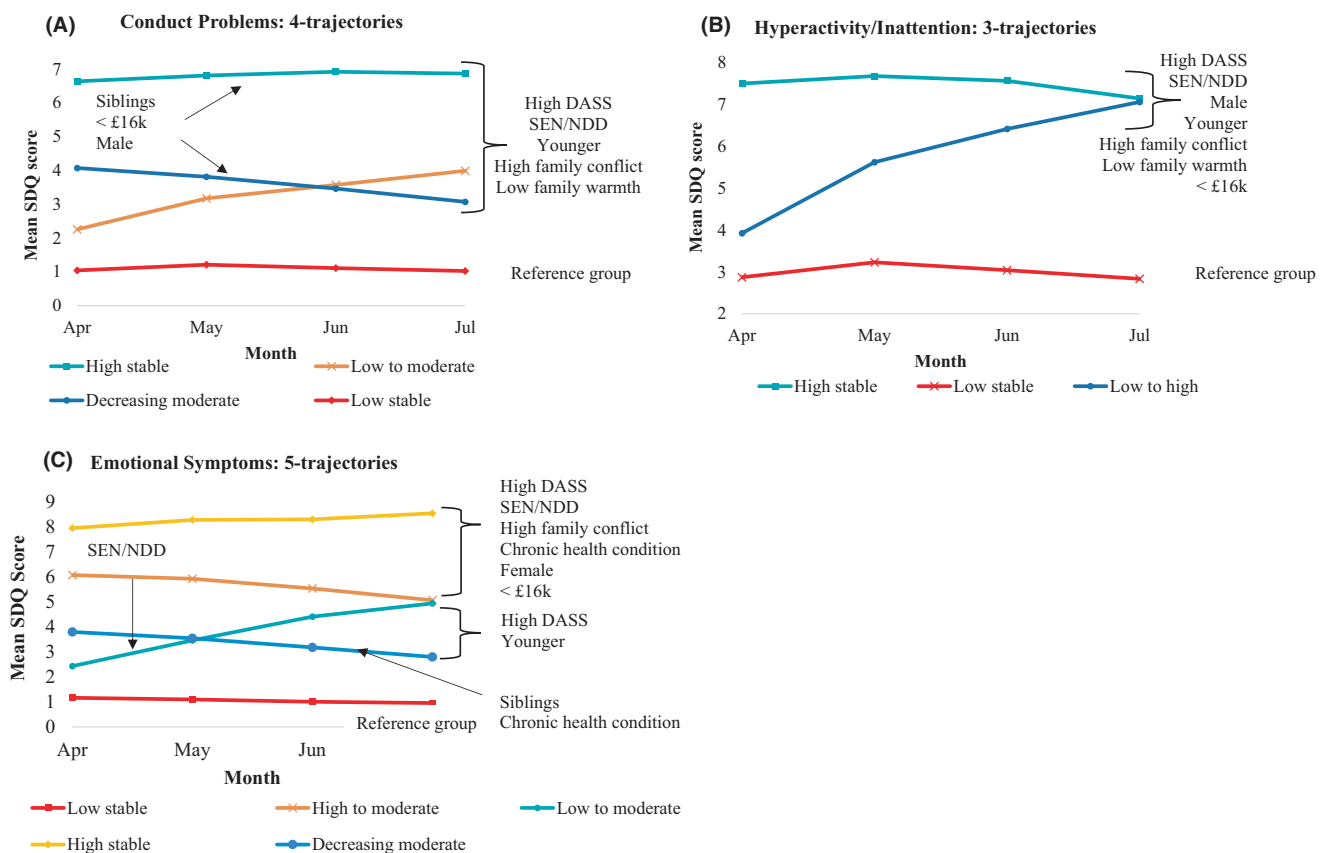 (A) Conduct Problems: 4-trajectories
Mean SDQ score
7
6
5
4
3
2
1
0
Siblings
< £16k
Male
High DASS
SEN/NDD
Younger
High family conflict
Low family warmth
Reference group
Apr May Jun Jul
Month
High stable Low to moderate
Decreasing moderate Low stable
(B) Hyperactivity/Inattention: 3-trajectories
Mean SDQ score
8
7
6
5
4
3
2
High DASS
SEN/NDD
Male
Younger
High family conflict
Low family warmth
< £16k
Reference group
Apr May Jun Jul
Month
High stable Low stable Low to high
(C) Emotional Symptoms: 5-trajectories
Mean SDQ Score
9
8
7
6
5
4
3
2
1
0
SEN/NDD
High DASS
SEN/NDD
High family conflict
Chronic health condition
Female
< £16k
High DASS
Younger
Siblings
Chronic health condition
Reference group
Apr May Jun
Month
Low stable High to moderate Low to moderate
High stable Decreasing moderate